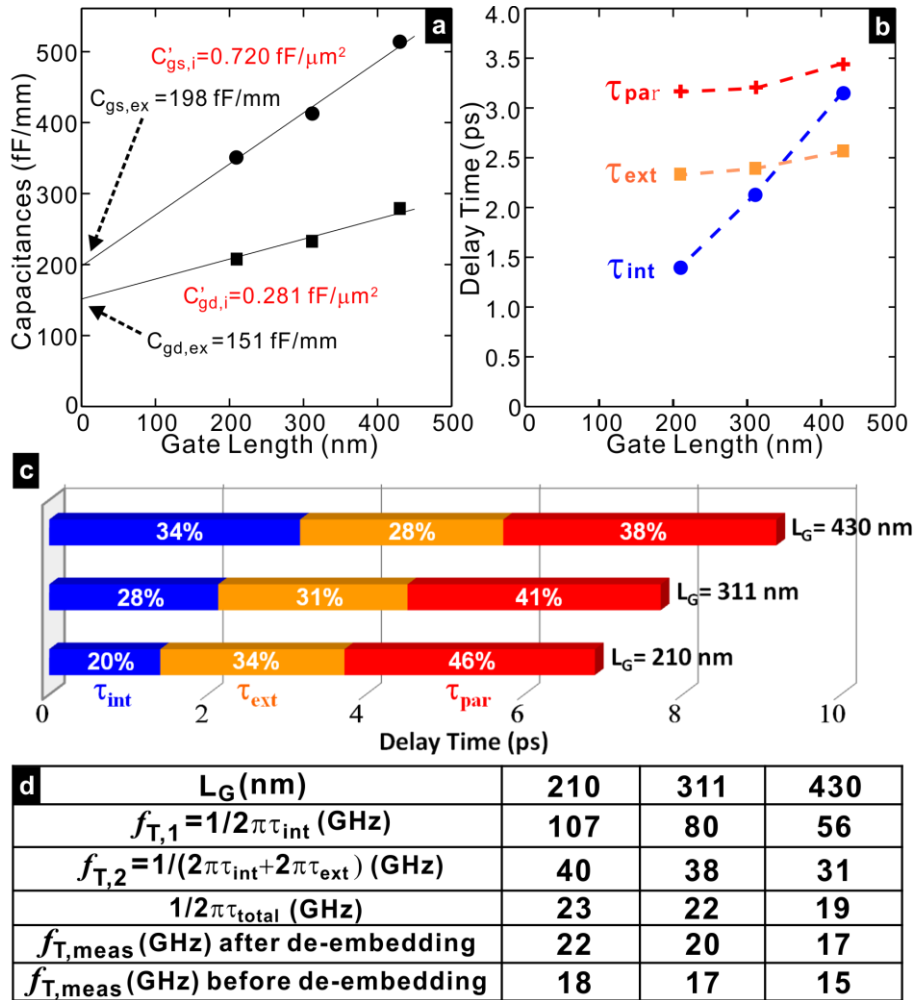 a
C'gs,i=0.720 fF/μm²
Cgs,ex=198 fF/mm
C'gd,i=0.281 fF/μm²
Cgd,ex=151 fF/mm
Capacitances (fF/mm)
500
400
300
200
100
0
0 100 200 300 400 500
Gate Length (nm)
b
τpar
τext
τint
Delay Time (ps)
4.0
3.5
3.0
2.5
2.0
1.5
1.0
0.5
0.0
0 100 200 300 400 500
Gate Length (nm)
c
34% 28% 38% LG= 430 nm
28% 31% 41% LG= 311 nm
20% 34% 46% LG= 210 nm
τint τext τpar
0 2 4 6 8 10
Delay Time (ps)
d LG(nm) 210 311 430
fT,1=1/2πτint (GHz) 107 80 56
fT,2=1/(2πτint+2πτext) (GHz) 40 38 31
1/2πτtotal (GHz) 23 22 19
fT,meas(GHz) after de-embedding 22 20 17
fT,meas(GHz) before de-embedding 18 17 15